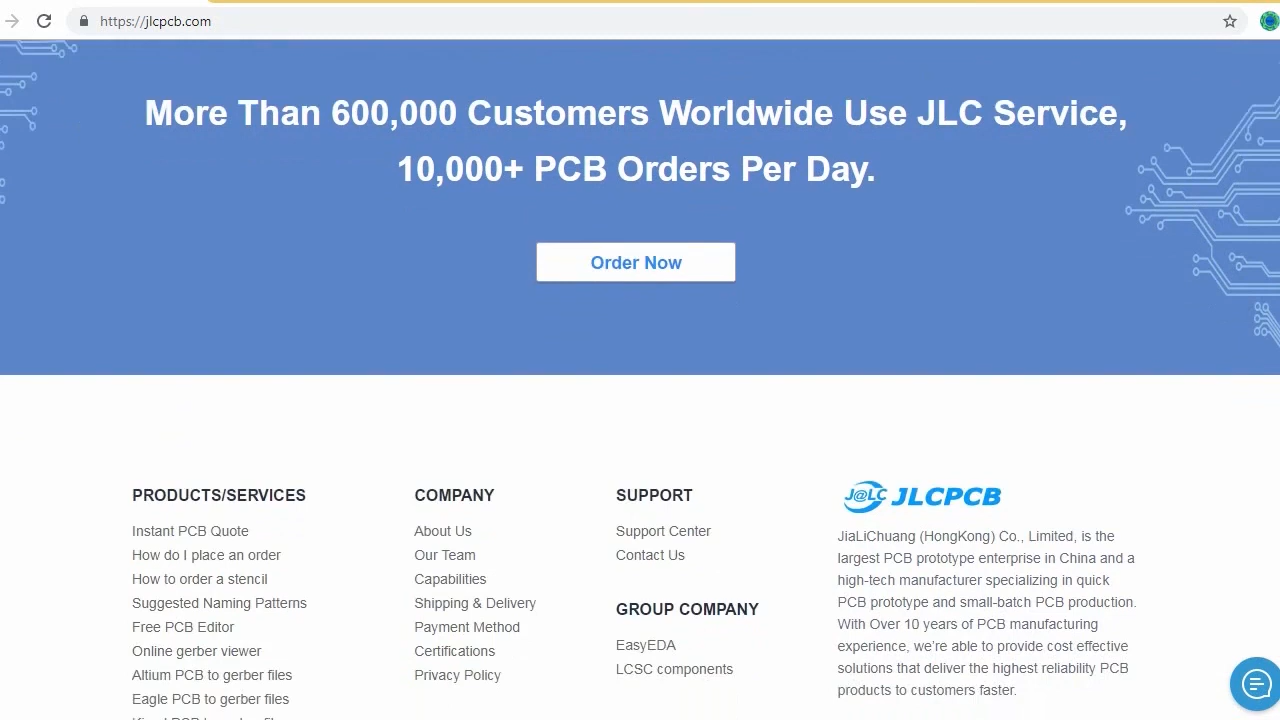 https://jlcpcb.com
More Than 600,000 Customers Worldwide Use JLC Service,
10,000+ PCB Orders Per Day.
Order Now
PRODUCTS/SERVICES
Instant PCB Quote
How do I place an order
How to order a stencil
Suggested Naming Patterns
Free PCB Editor
Online gerber viewer
Altium PCB to gerber files
Eagle PCB to gerber files
COMPANY
About Us
Our Team
Capabilities
Shipping & Delivery
Payment Method
Certifications
Privacy Policy
SUPPORT
Support Center
Contact Us
GROUP COMPANY
EasyEDA
LCSC components
J@LC JLCPCB
JiaLiChuang (HongKong) Co., Limited, is the
largest PCB prototype enterprise in China and a
high-tech manufacturer specializing in quick
PCB prototype and small-batch PCB production.
With Over 10 years of PCB manufacturing
experience, we're able to provide cost effective
solutions that deliver the highest reliability PCB
products to customers faster.